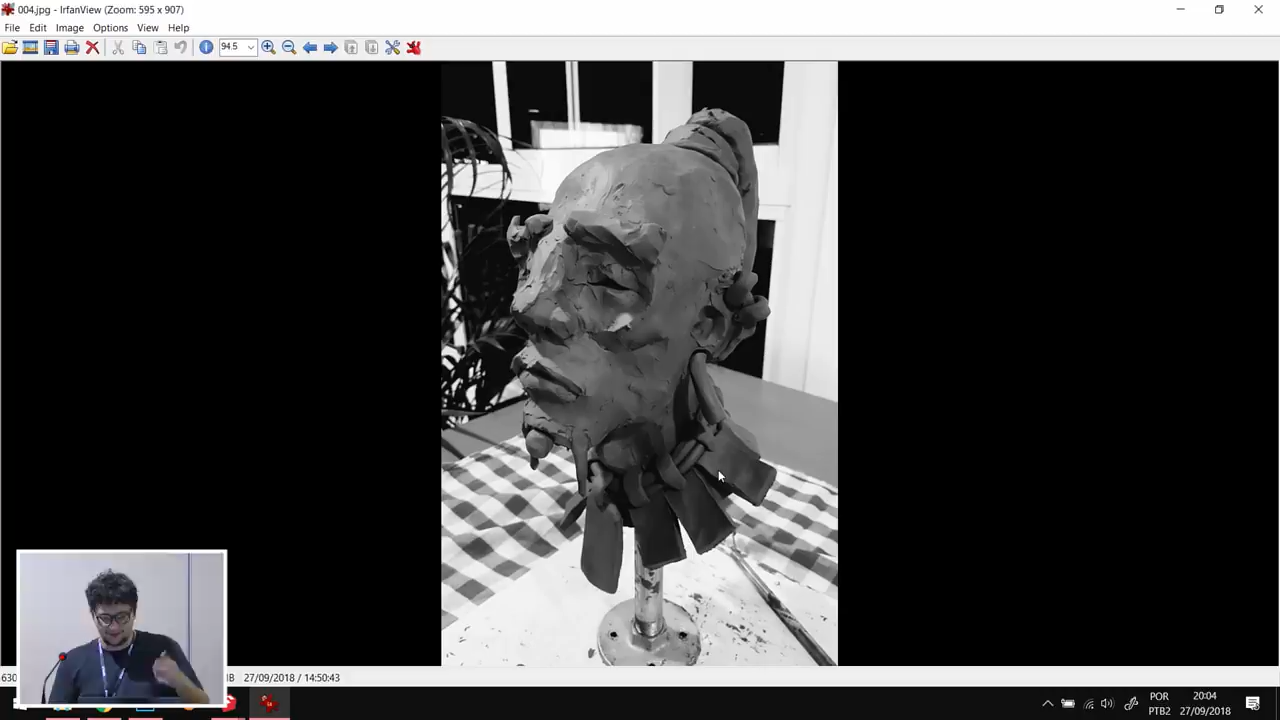 004.jpg - IrfanView (Zoom: 595 x 907)
File Edit Image Options View Help
94.5
27/09/2018 / 14:50:43
POR
PTB2
20:04
27/09/2018